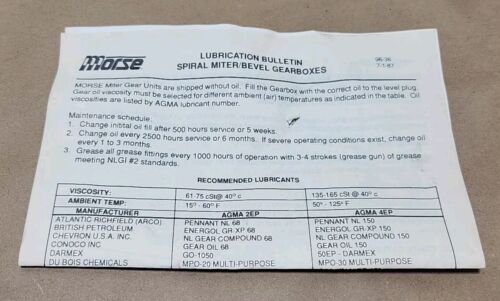 morse
LUBRICATION BULLETIN
SPIRAL MITER/BEVEL GEARBOXES
96-36
7-1-87
MORSE Miter Gear Units are shipped without oil. Fill the Gearbox with the correct oil to the level plug.
Gear oil viscosity must be selected for different ambient (air) temperatures as indicated in the table. Oil
viscosities are listed by AGMA lubricant number.
Maintenance schedule.
1. Change initital oil fill after 500 hours service or 5 weeks.
2. Change oil every 2500 hours service or 6 months. If severe operating conditions exist, change oil
every 1 to 3 months.
3. Grease all grease fittings every 1000 hours of operation with 3-4 strokes (grease gun) of grease
meeting NLGI #2 standards.
RECOMMENDED LUBRICANTS
VISCOSITY: 61-75 cSt@ 40° c 135-165 cSt @ 40° c
AMBIENT TEMP: 15° - 60° F 50° - 125° F
MANUFACTURER AGMA 2EP AGMA 4EP
ATLANTIC RICHFIELD (ARCO) PENNANT NL 68 PENNANT NL 150
BRITISH PETROLEUM ENERGOL GR-XP 68 ENERGOL GR-XP 150
CHEVRON U.S.A. INC. NL GEAR COMPOUND 68 NL GEAR COMPOUND 150
CONOCO INC GEAR OIL 68 GEAR OIL 150
DARMEX GO-1050 50EP - DARMEX
DU BOIS CHEMICALS MPO-20 MULTI-PURPOSE MPO-30 MULTI-PURPOSE